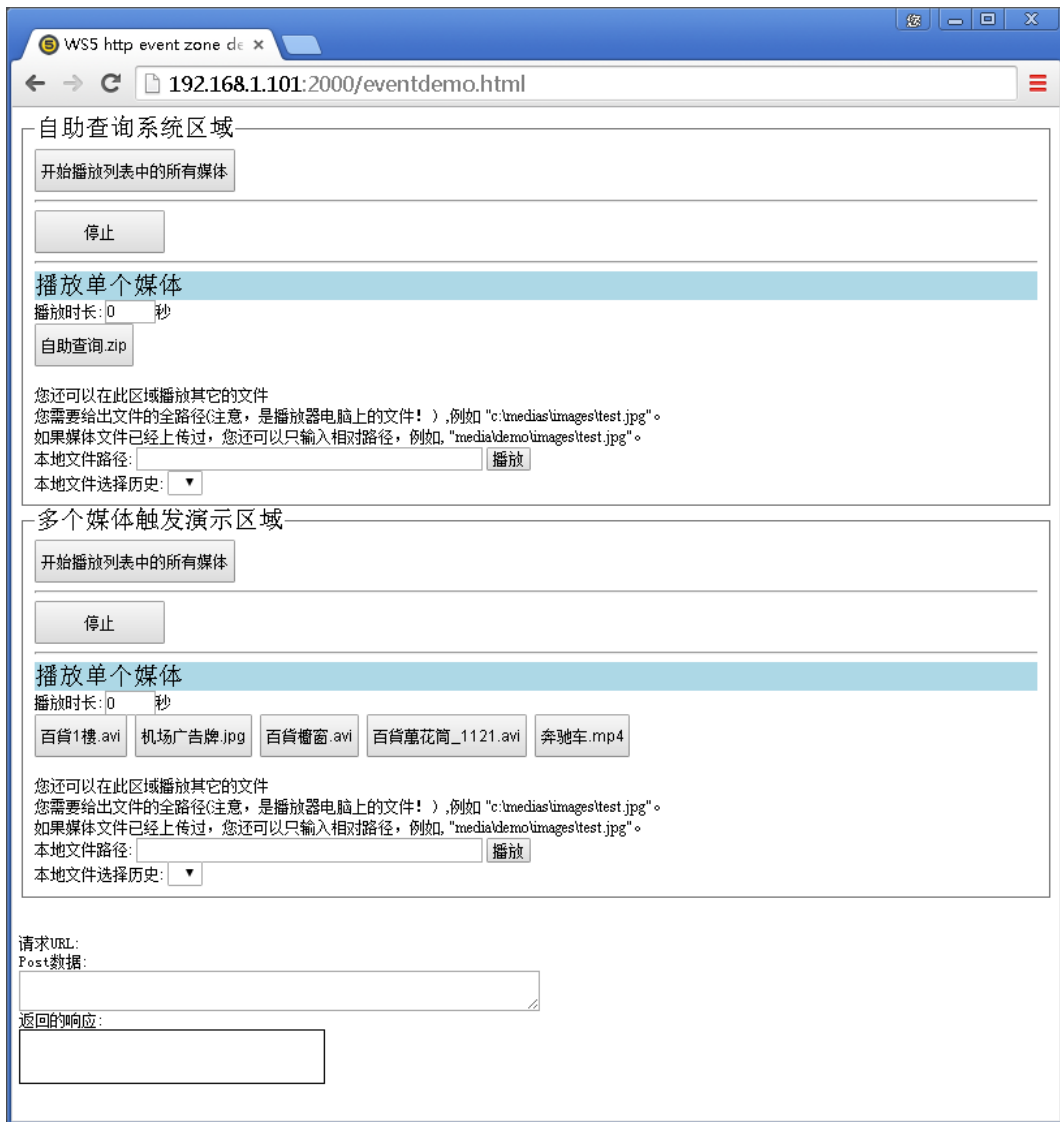 您
WS5 http event zone de
192.168.1.101:2000/eventdemo.html
自助查询系统区域
开始播放列表中的所有媒体
停止
播放单个媒体
播放时长:0 秒
自助查询.zip
您还可以在此区域播放其它的文件
您需要给出文件的全路径(注意，是播放器电脑上的文件！) ,例如 "c:\medias\images\test.jpg"。
如果媒体文件已经上传过，您还可以只输入相对路径，例如, "media\demo\images\test.jpg"。
本地文件路径: 播放
本地文件选择历史:
多个媒体触发演示区域
开始播放列表中的所有媒体
停止
播放单个媒体
播放时长:0 秒
百貨1樓.avi 机场广告牌.jpg 百貨櫥窗.avi 百貨萬花筒_1121.avi 奔驰车.mp4
您还可以在此区域播放其它的文件
您需要给出文件的全路径(注意，是播放器电脑上的文件！) ,例如 "c:\medias\images\test.jpg"。
如果媒体文件已经上传过，您还可以只输入相对路径，例如, "media\demo\images\test.jpg"。
本地文件路径: 播放
本地文件选择历史:
请求URL:
Post数据:
返回的响应: